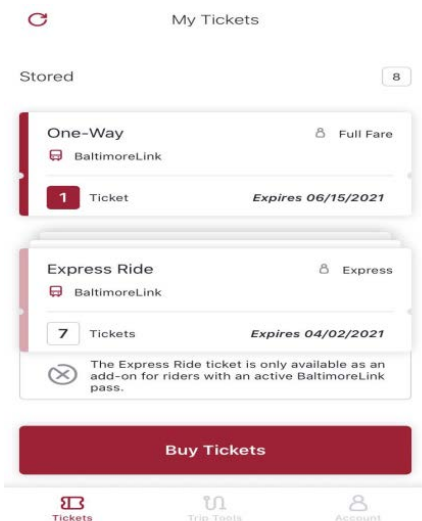 My Tickets
Stored 8
One-Way Full Fare
BaltimoreLink
1 Ticket Expires 06/15/2021
Express Ride Express
BaltimoreLink
7 Tickets Expires 04/02/2021
The Express Ride ticket is only available as an
add-on for riders with an active BaltimoreLink
pass.
Buy Tickets
Tickets Trip Tools Account